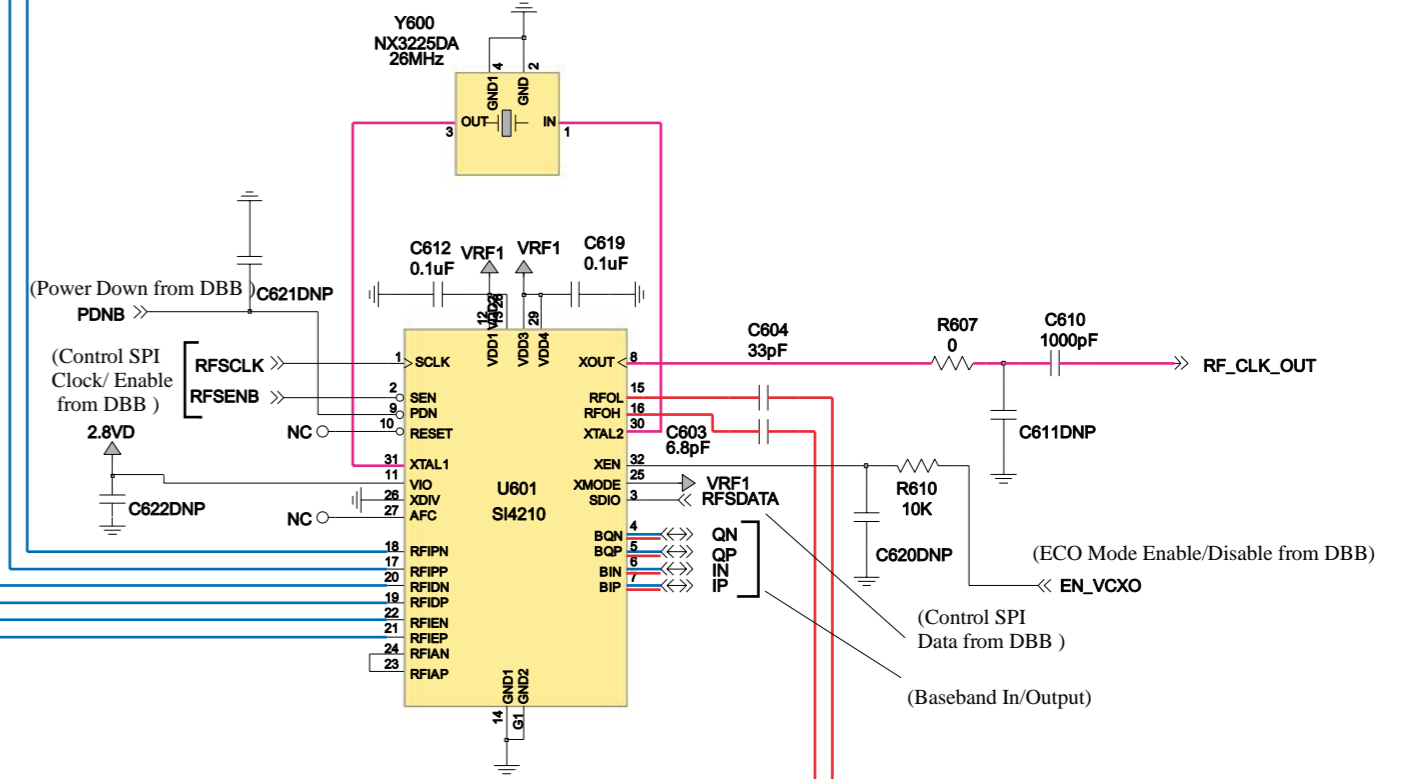 Y600
NX3225DA
26MHz
GND1
4
GND
2
OUT
3
IN
1
C612
0.1uF
VRF1
VRF1
C619
0.1uF
(Power Down from DBB )
C621DNP
PDNB
12
13
28
29
VDD1
VDD2
VDD3
VDD4
(Control SPI
Clock/ Enable
from DBB )
RFSCLK
RFSENB
1
SCLK
2
SEN
9
PDN
10
RESET
NC
2.8VD
C622DNP
31
XTAL1
11
VIO
26
XDIV
27
AFC
NC
18
RFIPN
17
RFIPP
20
RFIDN
19
RFIDP
22
RFIEN
21
RFIEP
24
RFIAN
23
RFIAP
U601
SI4210
XOUT
8
RFOL
15
RFOH
16
XTAL2
30
XEN
32
XMODE
25
SDIO
3
BQN
4
BQP
5
BIN
6
BIP
7
GND1
GND2
14
G1
C604
33pF
C603
6.8pF
R607
0
C610
1000pF
RF_CLK_OUT
C611DNP
VRF1
RFSDATA
R610
10K
C620DNP
QN
QP
IN
IP
(ECO Mode Enable/Disable from DBB)
EN_VCXO
(Control SPI
Data from DBB )
(Baseband In/Output)